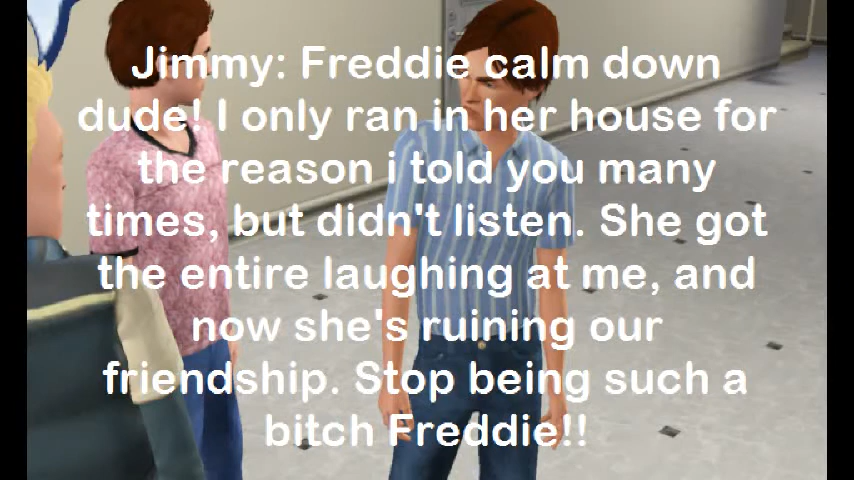 Jimmy: Freddie calm down
dude! I only ran in her house for
the reason i told you many
times, but didn't listen. She got
the entire laughing at me, and
now she's ruining our
friendship. Stop being such a
bitch Freddie!!